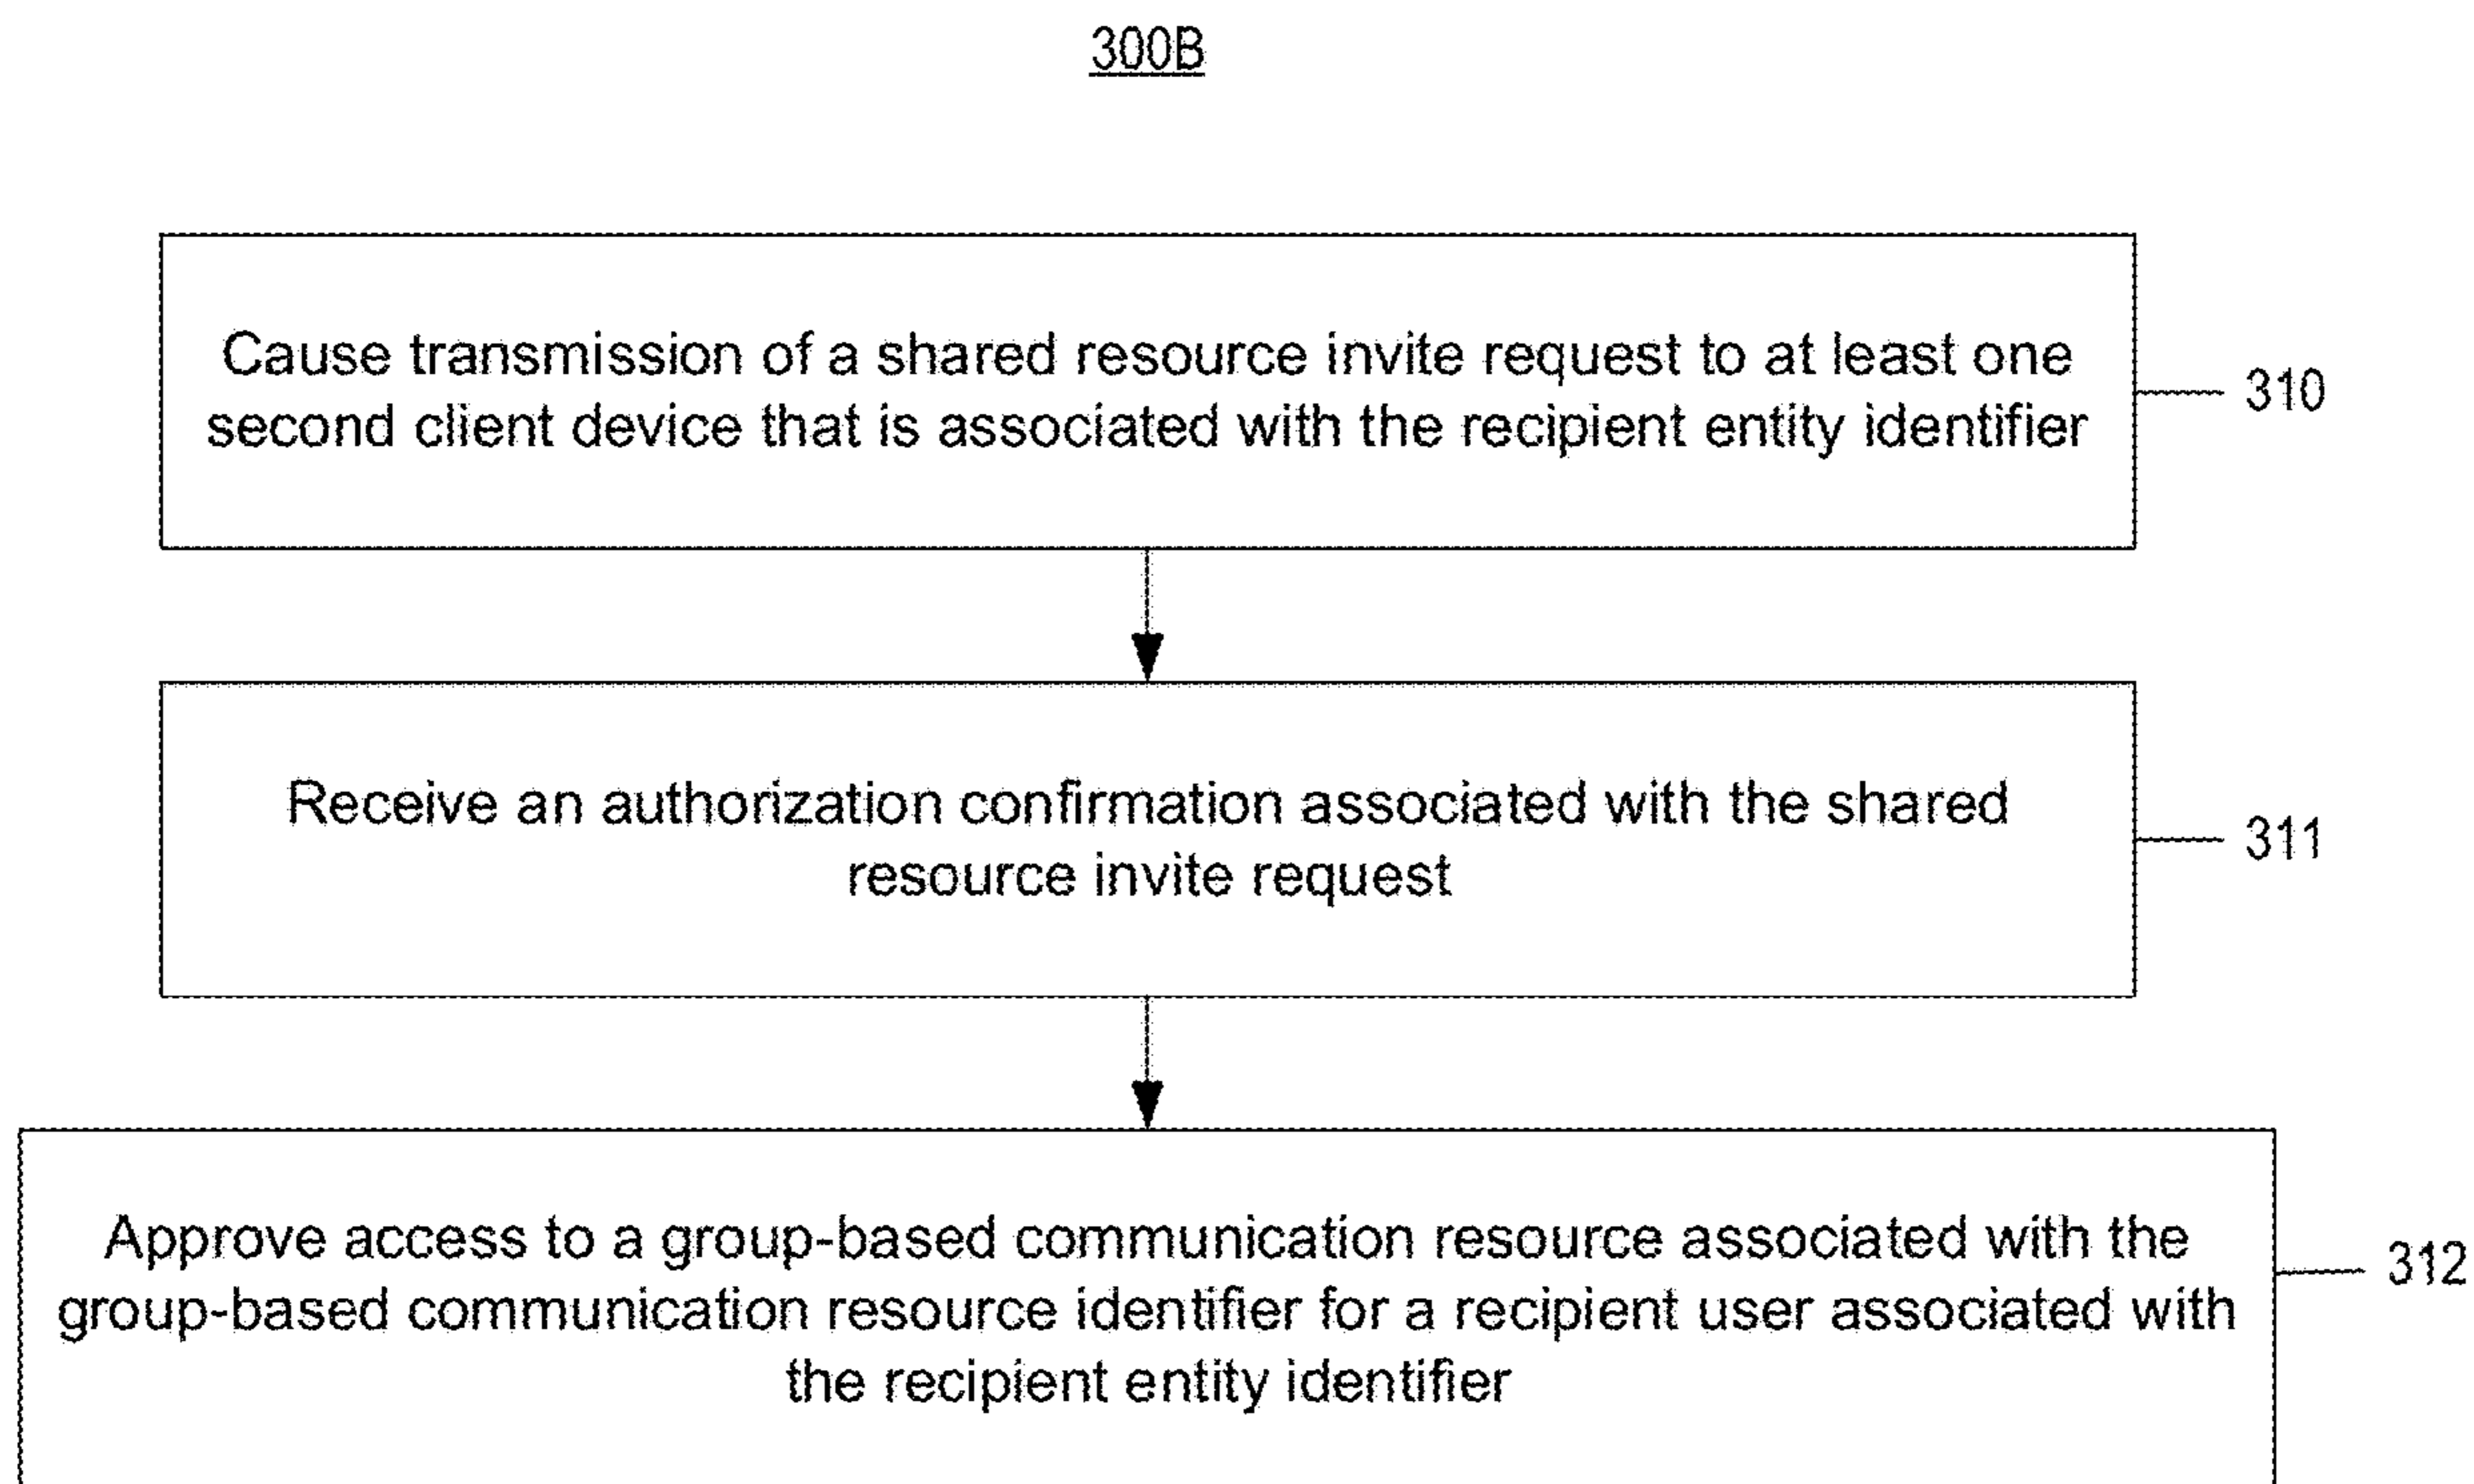 300B
Cause transmission of a shared resource invite request to at least one
second client device that is associated with the recipient entity identifier
310
Receive an authorization confirmation associated with the shared
resource invite request
311
Approve access to a group-based communication resource associated with the
group-based communication resource identifier for a recipient user associated with
the recipient entity identifier
312